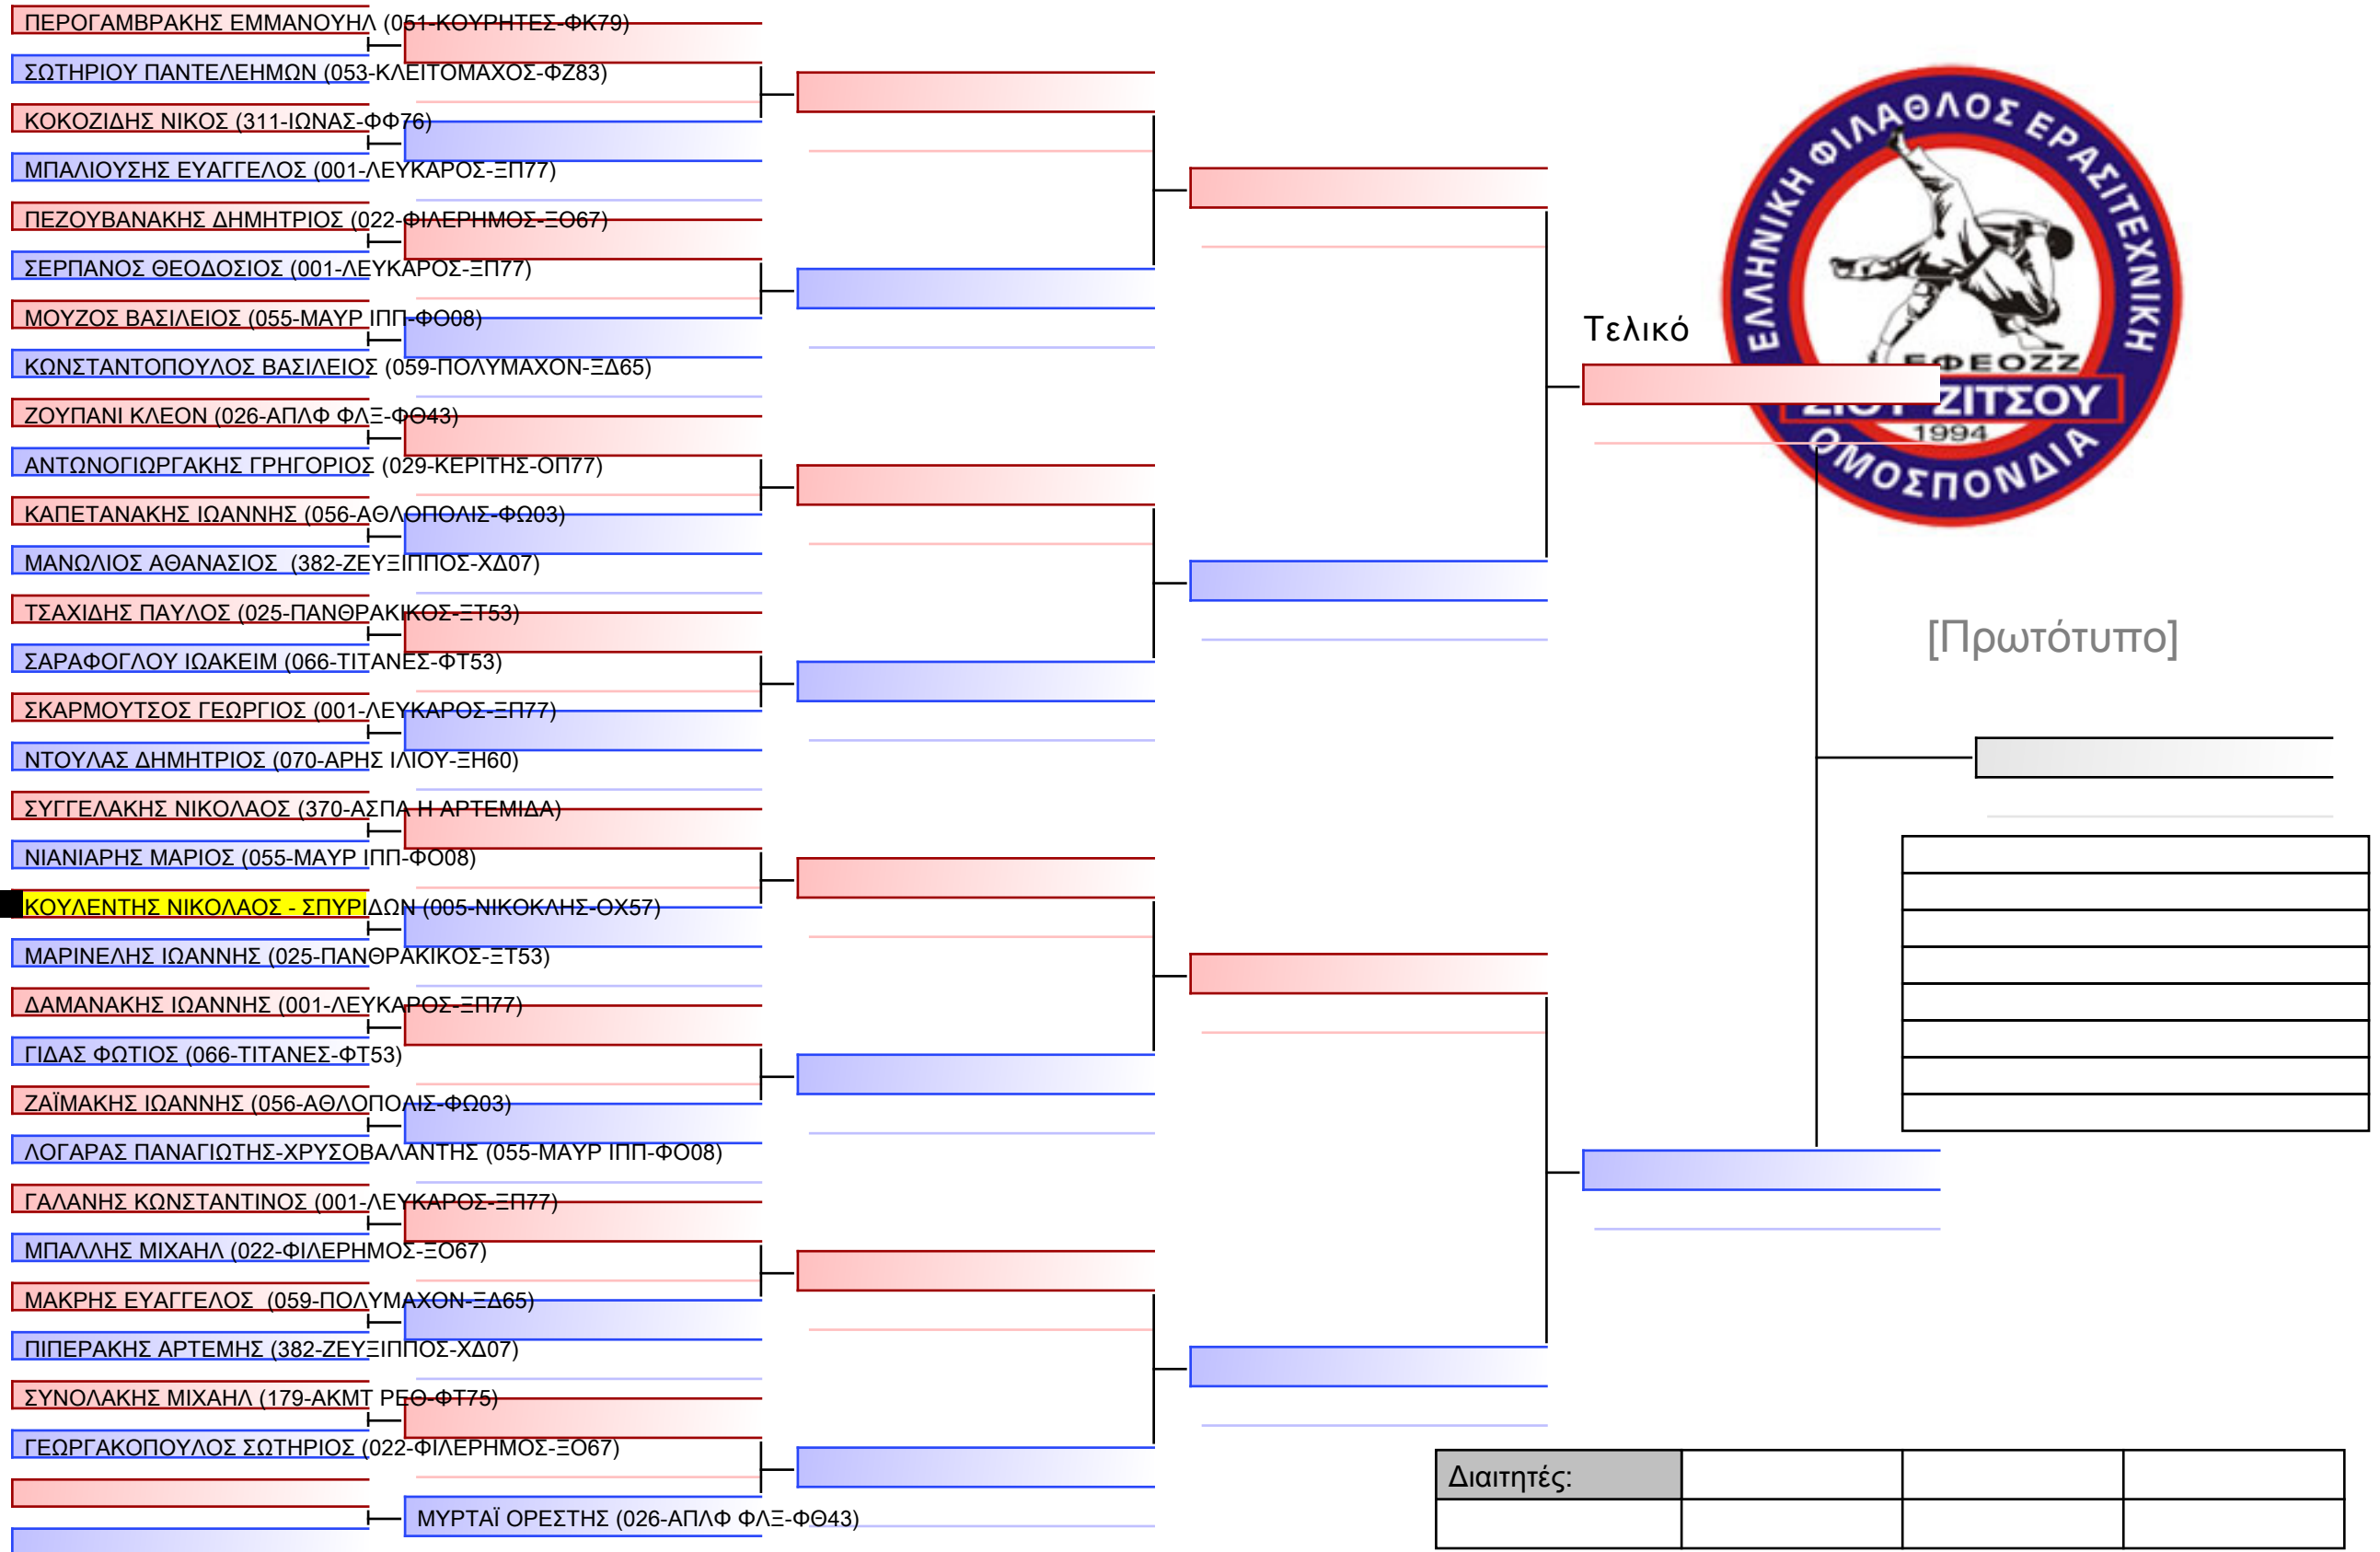 ΠΕΡΟΓΑΜΒΡΑΚΗΣ ΕΜΜΑΝΟΥΗΛ (051-ΚΟΥΡΗΤΕΣ-ΦΚ79)
ΣΩΤΗΡΙΟΥ ΠΑΝΤΕΛΕΗΜΩΝ (053-ΚΛΕΙΤΟΜΑΧΟΣ-ΦΖ83)
ΚΟΚΟΖΙΔΗΣ ΝΙΚΟΣ (311-ΙΩΝΑΣ-ΦΦ76)
ΜΠΑΛΙΟΥΣΗΣ ΕΥΑΓΓΕΛΟΣ (001-ΛΕΥΚΑΡΟΣ-ΞΠ77)
ΠΕΖΟΥΒΑΝΑΚΗΣ ΔΗΜΗΤΡΙΟΣ (022-ΦΙΛΕΡΗΜΟΣ-ΞΟ67)
ΣΕΡΠΑΝΟΣ ΘΕΟΔΟΣΙΟΣ (001-ΛΕΥΚΑΡΟΣ-ΞΠ77)
ΜΟΥΖΟΣ ΒΑΣΙΛΕΙΟΣ (055-ΜΑΥΡ ΙΠΠ-ΦΟ08)
ΚΩΝΣΤΑΝΤΟΠΟΥΛΟΣ ΒΑΣΙΛΕΙΟΣ (059-ΠΟΛΥΜΑΧΟΝ-ΞΔ65)
ΖΟΥΠΑΝΙ ΚΛΕΟΝ (026-ΑΠΛΦ ΦΛΞ-ΦΘ43)
ΑΝΤΩΝΟΓΙΩΡΓΑΚΗΣ ΓΡΗΓΟΡΙΟΣ (029-ΚΕΡΙΤΗΣ-ΟΠ77)
ΚΑΠΕΤΑΝΑΚΗΣ ΙΩΑΝΝΗΣ (056-ΑΘΛΟΠΟΛΙΣ-ΦΩ03)
ΜΑΝΩΛΙΟΣ ΑΘΑΝΑΣΙΟΣ (382-ΖΕΥΞΙΠΠΟΣ-ΧΔ07)
ΤΣΑΧΙΔΗΣ ΠΑΥΛΟΣ (025-ΠΑΝΘΡΑΚΙΚΟΣ-ΞΤ53)
ΣΑΡΑΦΟΓΛΟΥ ΙΩΑΚΕΙΜ (066-ΤΙΤΑΝΕΣ-ΦΤ53)
ΣΚΑΡΜΟΥΤΣΟΣ ΓΕΩΡΓΙΟΣ (001-ΛΕΥΚΑΡΟΣ-ΞΠ77)
ΝΤΟΥΛΑΣ ΔΗΜΗΤΡΙΟΣ (070-ΑΡΗΣ ΙΛΙΟΥ-ΞΗ60)
ΣΥΓΓΕΛΑΚΗΣ ΝΙΚΟΛΑΟΣ (370-ΑΣΠΑ Η ΑΡΤΕΜΙΔΑ)
ΝΙΑΝΙΑΡΗΣ ΜΑΡΙΟΣ (055-ΜΑΥΡ ΙΠΠ-ΦΟ08)
ΚΟΥΛΕΝΤΗΣ ΝΙΚΟΛΑΟΣ - ΣΠΥΡΙΔΩΝ (005-ΝΙΚΟΚΛΗΣ-ΟΧ57)
ΜΑΡΙΝΕΛΗΣ ΙΩΑΝΝΗΣ (025-ΠΑΝΘΡΑΚΙΚΟΣ-ΞΤ53)
ΔΑΜΑΝΑΚΗΣ ΙΩΑΝΝΗΣ (001-ΛΕΥΚΑΡΟΣ-ΞΠ77)
ΓΙΔΑΣ ΦΩΤΙΟΣ (066-ΤΙΤΑΝΕΣ-ΦΤ53)
ΖΑΪΜΑΚΗΣ ΙΩΑΝΝΗΣ (056-ΑΘΛΟΠΟΛΙΣ-ΦΩ03)
ΛΟΓΑΡΑΣ ΠΑΝΑΓΙΩΤΗΣ-ΧΡΥΣΟΒΑΛΑΝΤΗΣ (055-ΜΑΥΡ ΙΠΠ-ΦΟ08)
ΓΑΛΑΝΗΣ ΚΩΝΣΤΑΝΤΙΝΟΣ (001-ΛΕΥΚΑΡΟΣ-ΞΠ77)
ΜΠΑΛΛΗΣ ΜΙΧΑΗΛ (022-ΦΙΛΕΡΗΜΟΣ-ΞΟ67)
ΜΑΚΡΗΣ ΕΥΑΓΓΕΛΟΣ (059-ΠΟΛΥΜΑΧΟΝ-ΞΔ65)
ΠΙΠΕΡΑΚΗΣ ΑΡΤΕΜΗΣ (382-ΖΕΥΞΙΠΠΟΣ-ΧΔ07)
ΣΥΝΟΛΑΚΗΣ ΜΙΧΑΗΛ (179-ΑΚΜΤ ΡΕΘ-ΦΤ75)
ΓΕΩΡΓΑΚΟΠΟΥΛΟΣ ΣΩΤΗΡΙΟΣ (022-ΦΙΛΕΡΗΜΟΣ-ΞΟ67)
ΜΥΡΤΑΪ ΟΡΕΣΤΗΣ (026-ΑΠΛΦ ΦΛΞ-ΦΘ43)
Τελικό
ΕΛΛΗΝΙΚΗ ΦΙΛΑΘΛΟΣ ΕΡΑΣΙΤΕΧΝΙΚΗ
ΕΦΕΟΖΖ
ΖΙΟΥ ΖΙΤΣΟΥ
1994
ΟΜΟΣΠΟΝΔΙΑ
[Πρωτότυπο]
Διαιτητές: